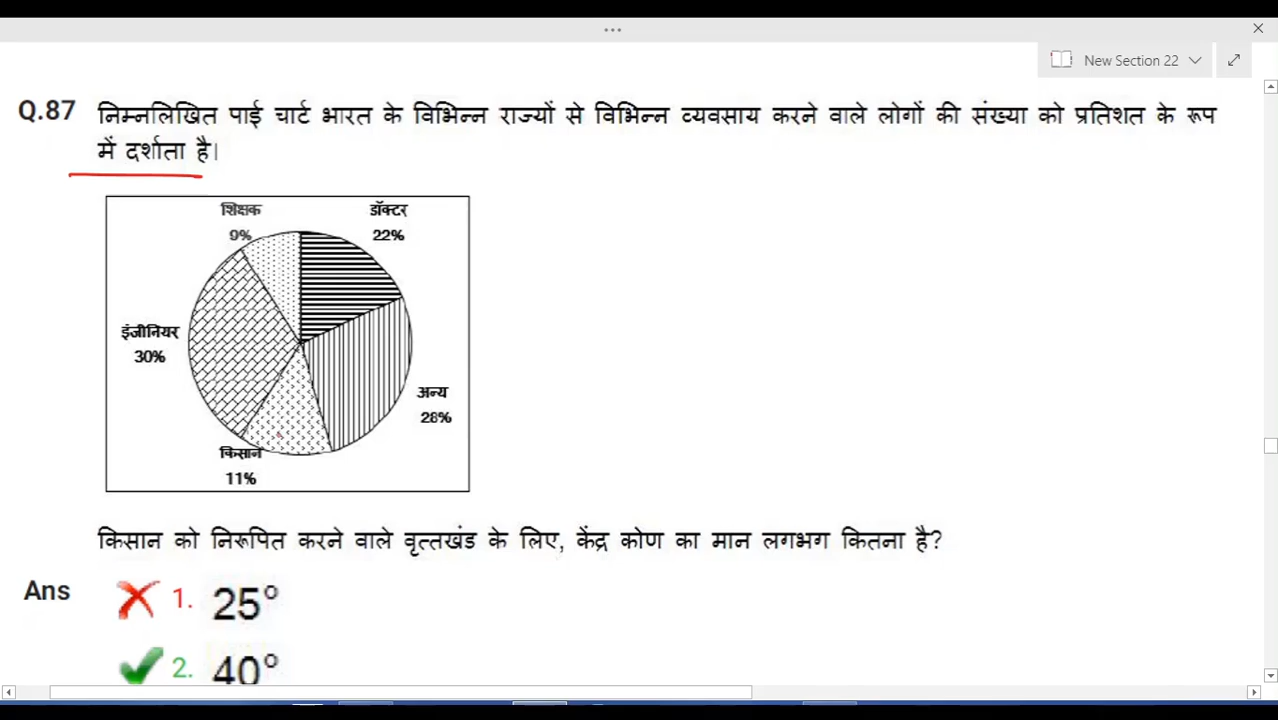 New Section 22
Q.87 निम्नलिखित पाई चार्ट भारत के विभिन्न राज्यों से विभिन्न व्यवसाय करने वाले लोगों की संख्या को प्रतिशत के रूप
में दर्शाता है।
शिक्षक
9%
डॉक्टर
22%
इंजीनियर
30%
अन्य
28%
किसान
11%
किसान को निरूपित करने वाले वृत्तखंड के लिए, केंद्र कोण का मान लगभग कितना है?
Ans 1. 25°
2. 40°